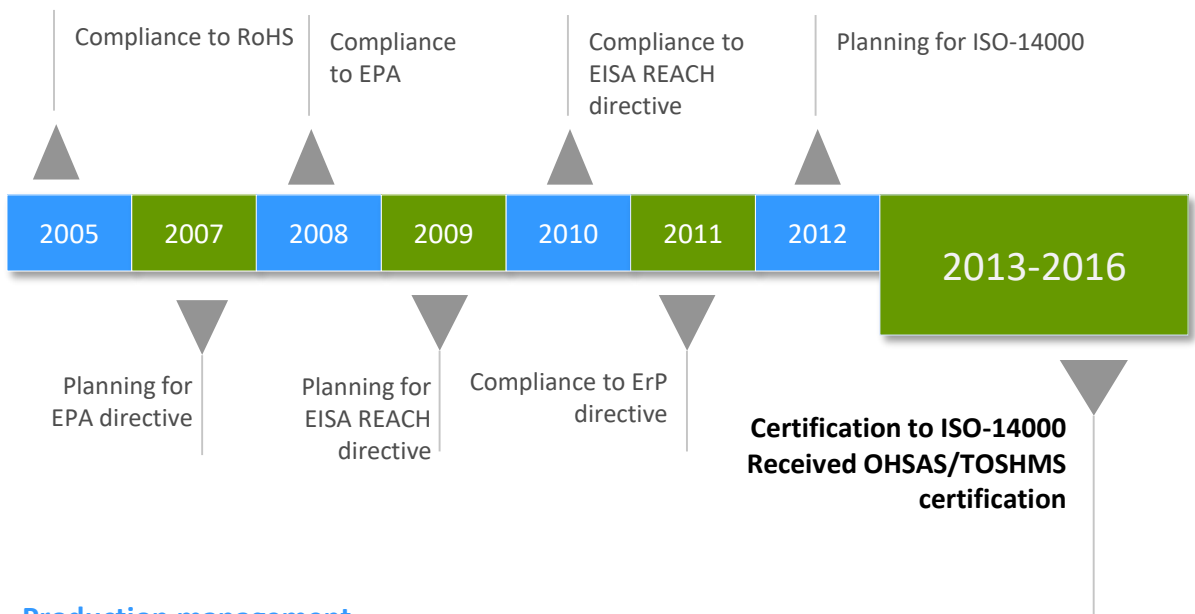 Compliance to RoHS
Compliance
to EPA
Compliance to
EISA REACH
directive
Planning for ISO-14000
2005
2007
2008
2009
2010
2011
2012
2013-2016
Planning for
EPA directive
Planning for
EISA REACH
directive
Compliance to ErP
directive
Certification to ISO-14000
Received OHSAS/TOSHMS
certification
Production management